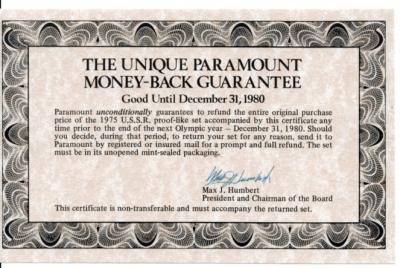 THE UNIQUE PARAMOUNT
MONEY-BACK GUARANTEE
Good Until December 31, 1980
Paramount unconditionally guarantees to refund the entire original purchase
price of the 1975 U.S.S.R. proof-like set accompanied by this certificate any
time prior to the end of the next Olympic year – December 31, 1980. Should
you decide, during that period, to return your set for any reason, send it to
Paramount by registered or insured mail for a prompt and full refund. The set
must be in its unopened mint-sealed packaging.
Max J. Humbert
Max J. Humbert
President and Chairman of the Board
This certificate is non-transferable and must accompany the returned set.